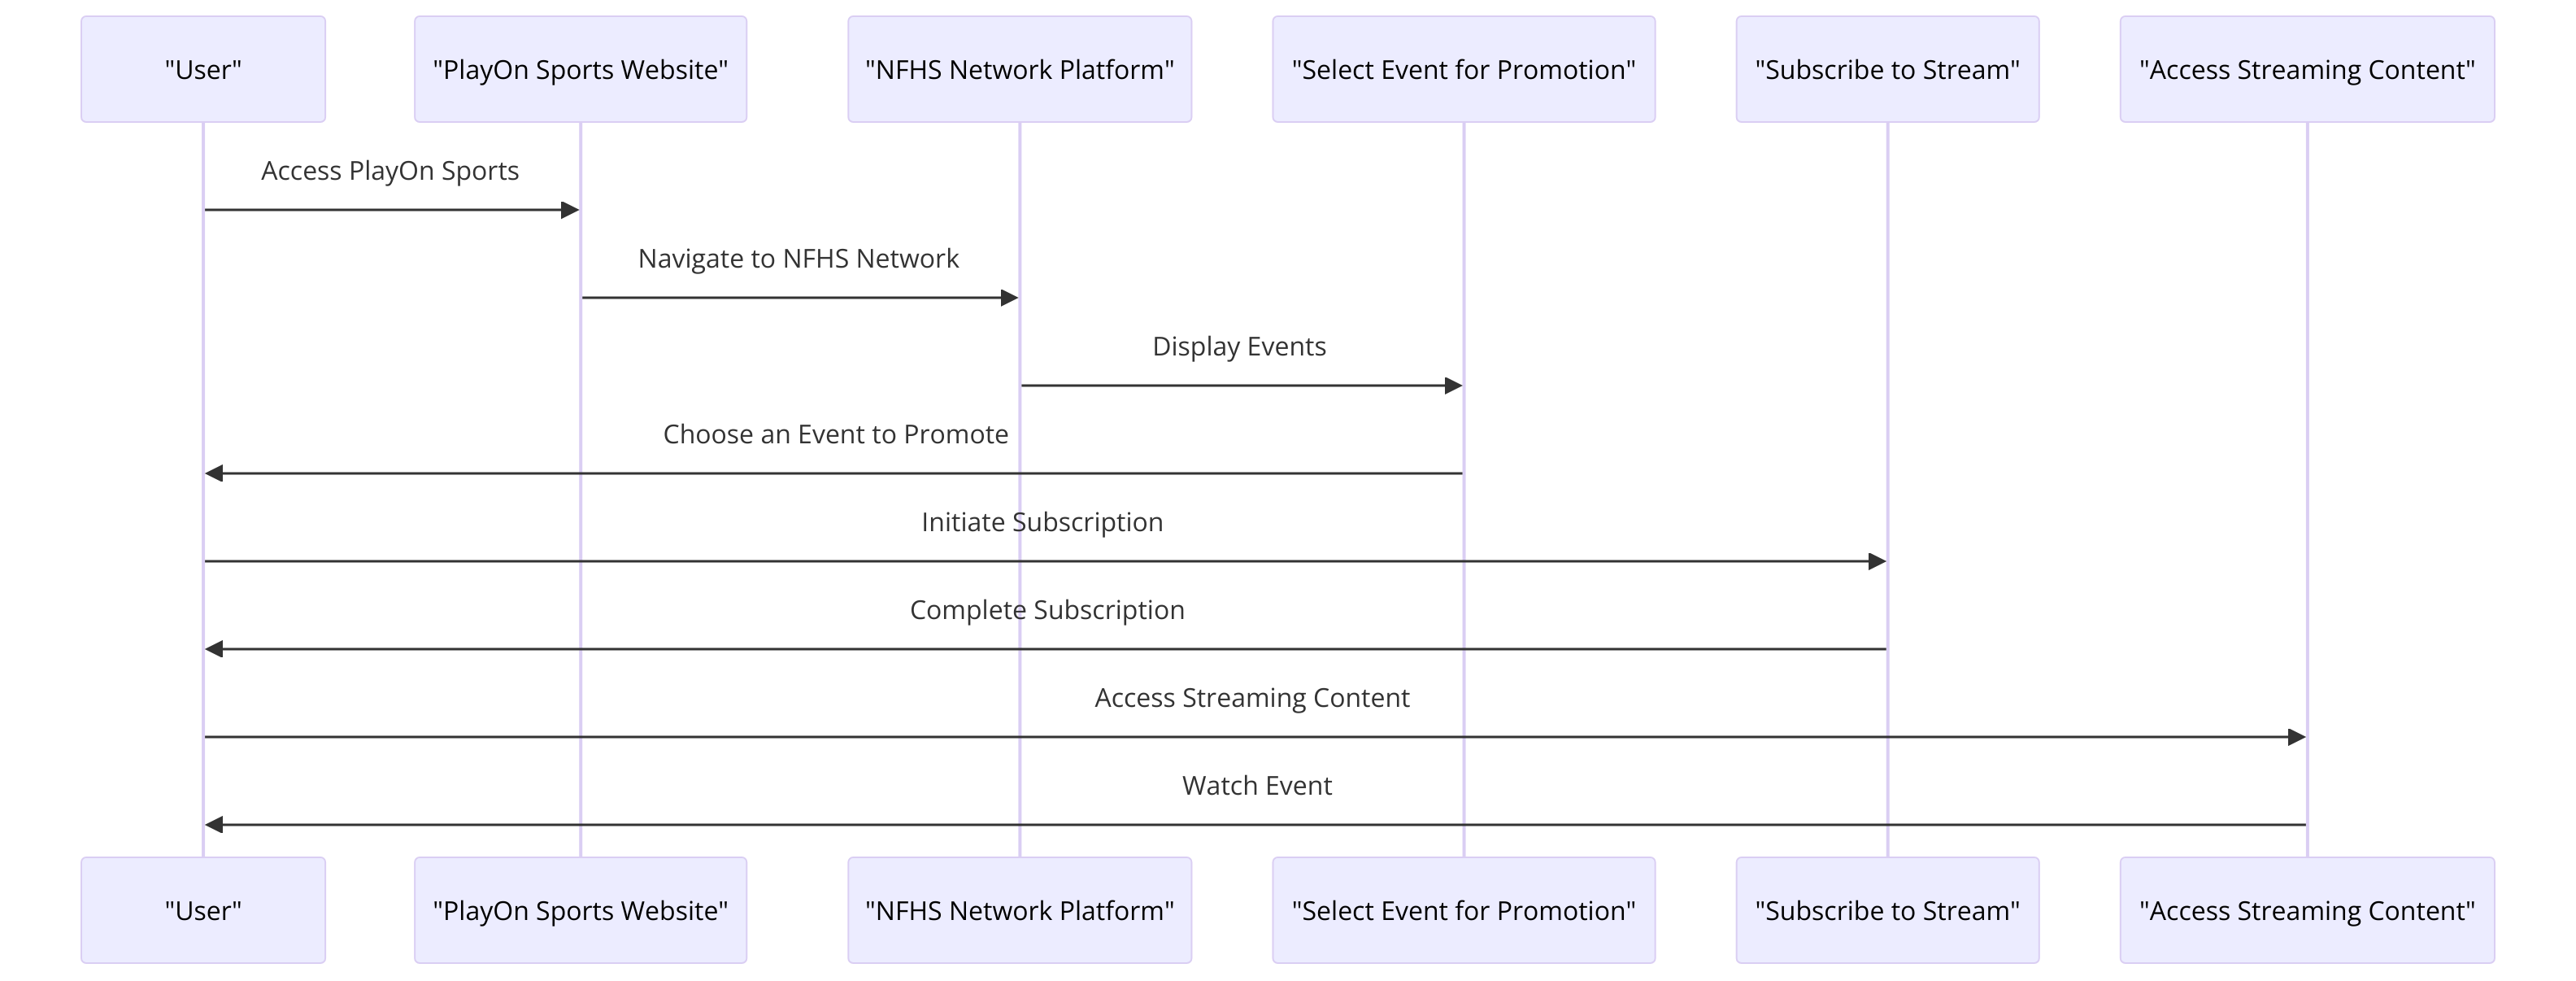 "User"
"PlayOn Sports Website"
"NFHS Network Platform"
"Select Event for Promotion"
"Subscribe to Stream"
"Access Streaming Content"
Access PlayOn Sports
Navigate to NFHS Network
Display Events
Choose an Event to Promote
Initiate Subscription
Complete Subscription
Access Streaming Content
Watch Event
"User"
"PlayOn Sports Website"
"NFHS Network Platform"
"Select Event for Promotion"
"Subscribe to Stream"
"Access Streaming Content"